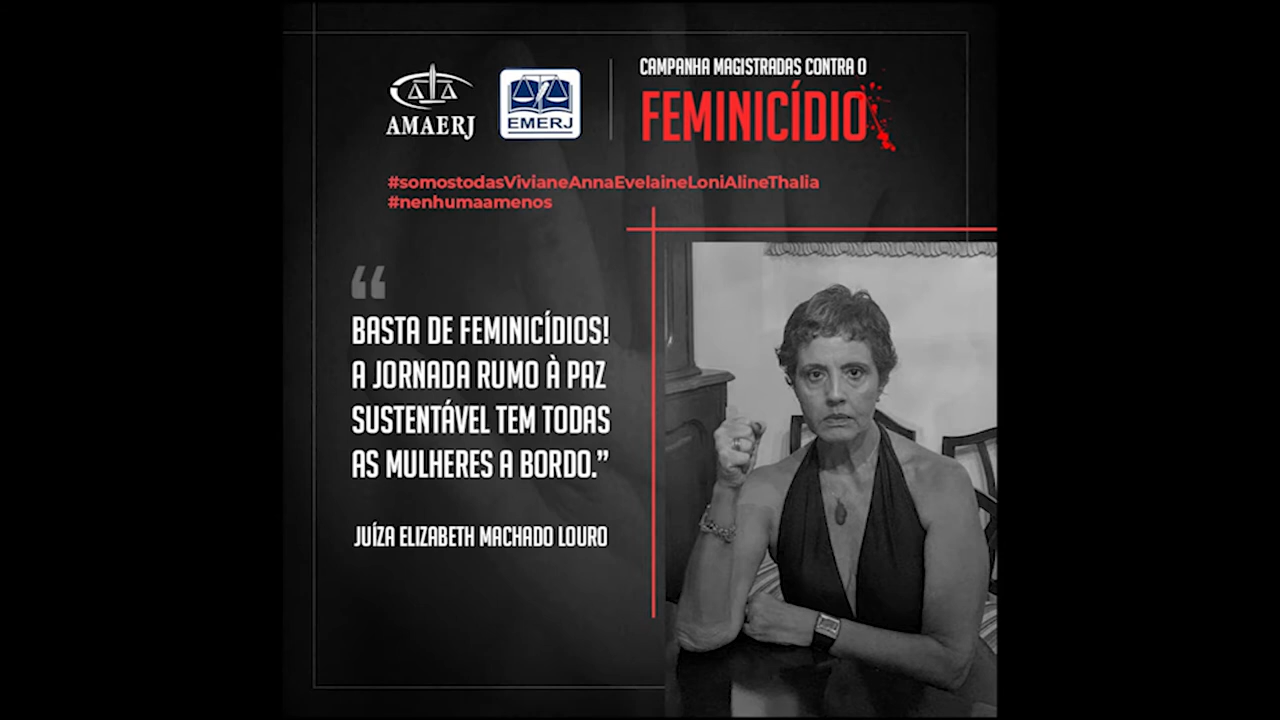 AMAERJ
EMERJ
CAMPANHA MAGISTRADAS CONTRA O
FEMINICÍDIO
#somostodasVivianeAnnaEvelaineLoniAlineThalia
#nenhumaamenos
“
BASTA DE FEMINICÍDIOS!
A JORNADA RUMO À PAZ
SUSTENTÁVEL TEM TODAS
AS MULHERES A BORDO.”
JUÍZA ELIZABETH MACHADO LOURO